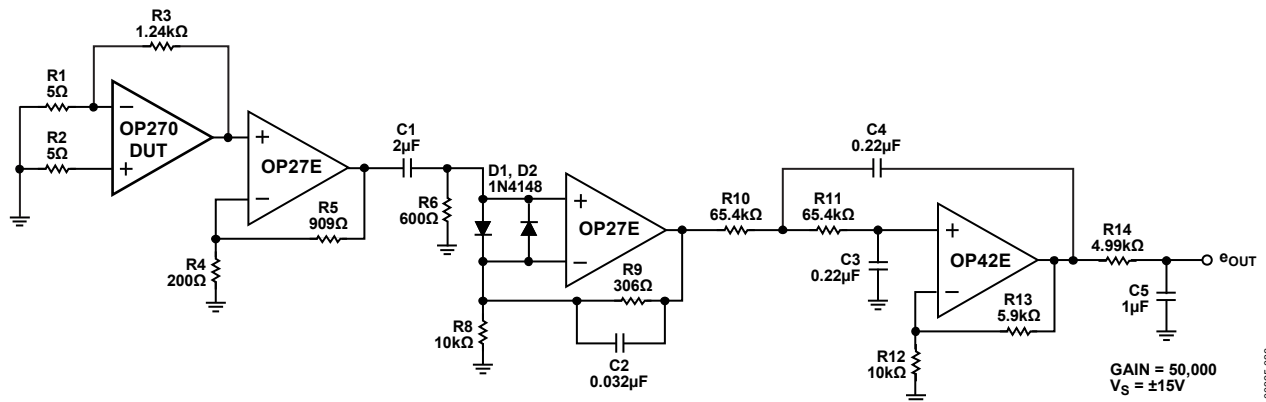 R3
1.24kΩ
R1
5Ω
R2
5Ω
−
+
OP270
DUT
+
−
OP27E
R5
909Ω
R4
200Ω
C1
2µF
R6
600Ω
D1, D2
1N4148
+
−
OP27E
R9
306Ω
R8
10kΩ
C2
0.032µF
R10
65.4kΩ
R11
65.4kΩ
C4
0.22µF
C3
0.22µF
+
−
OP42E
R13
5.9kΩ
R12
10kΩ
R14
4.99kΩ
eOUT
C5
1µF
GAIN = 50,000
VS = ±15V